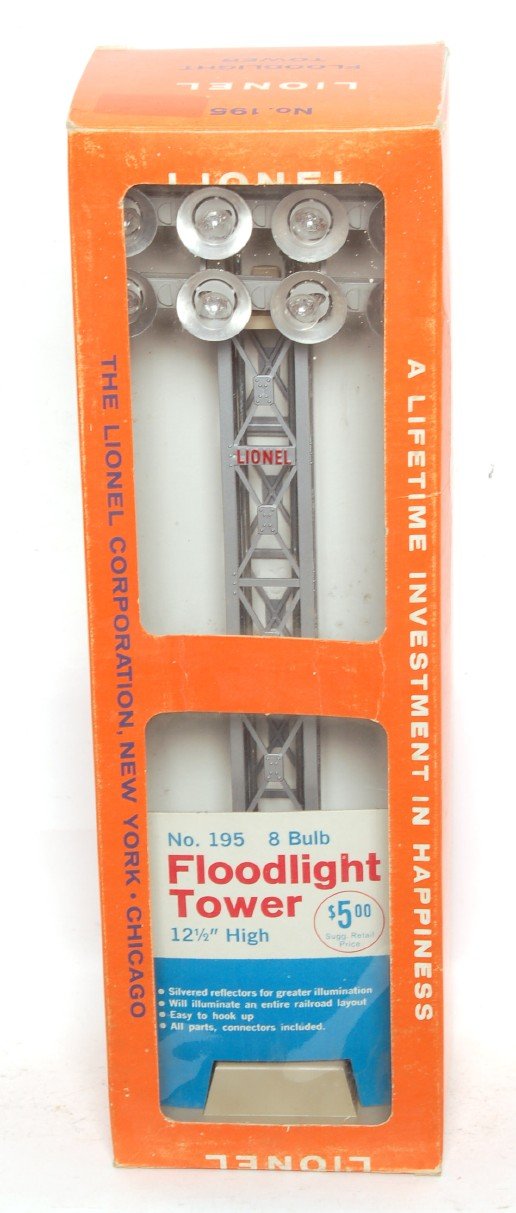 No. 195
LIONEL
FLOODLIGHT
TOWER
LIONEL
THE LIONEL CORPORATION, NEW YORK • CHICAGO
A LIFETIME INVESTMENT IN HAPPINESS
LIONEL
No. 195 8 Bulb
Floodlight
Tower
12½" High
$5.00
Sugg. Retail
Price
• Silvered reflectors for greater illumination
• Will illuminate an entire railroad layout
• Easy to hook up
• All parts, connectors included.
LIONEL